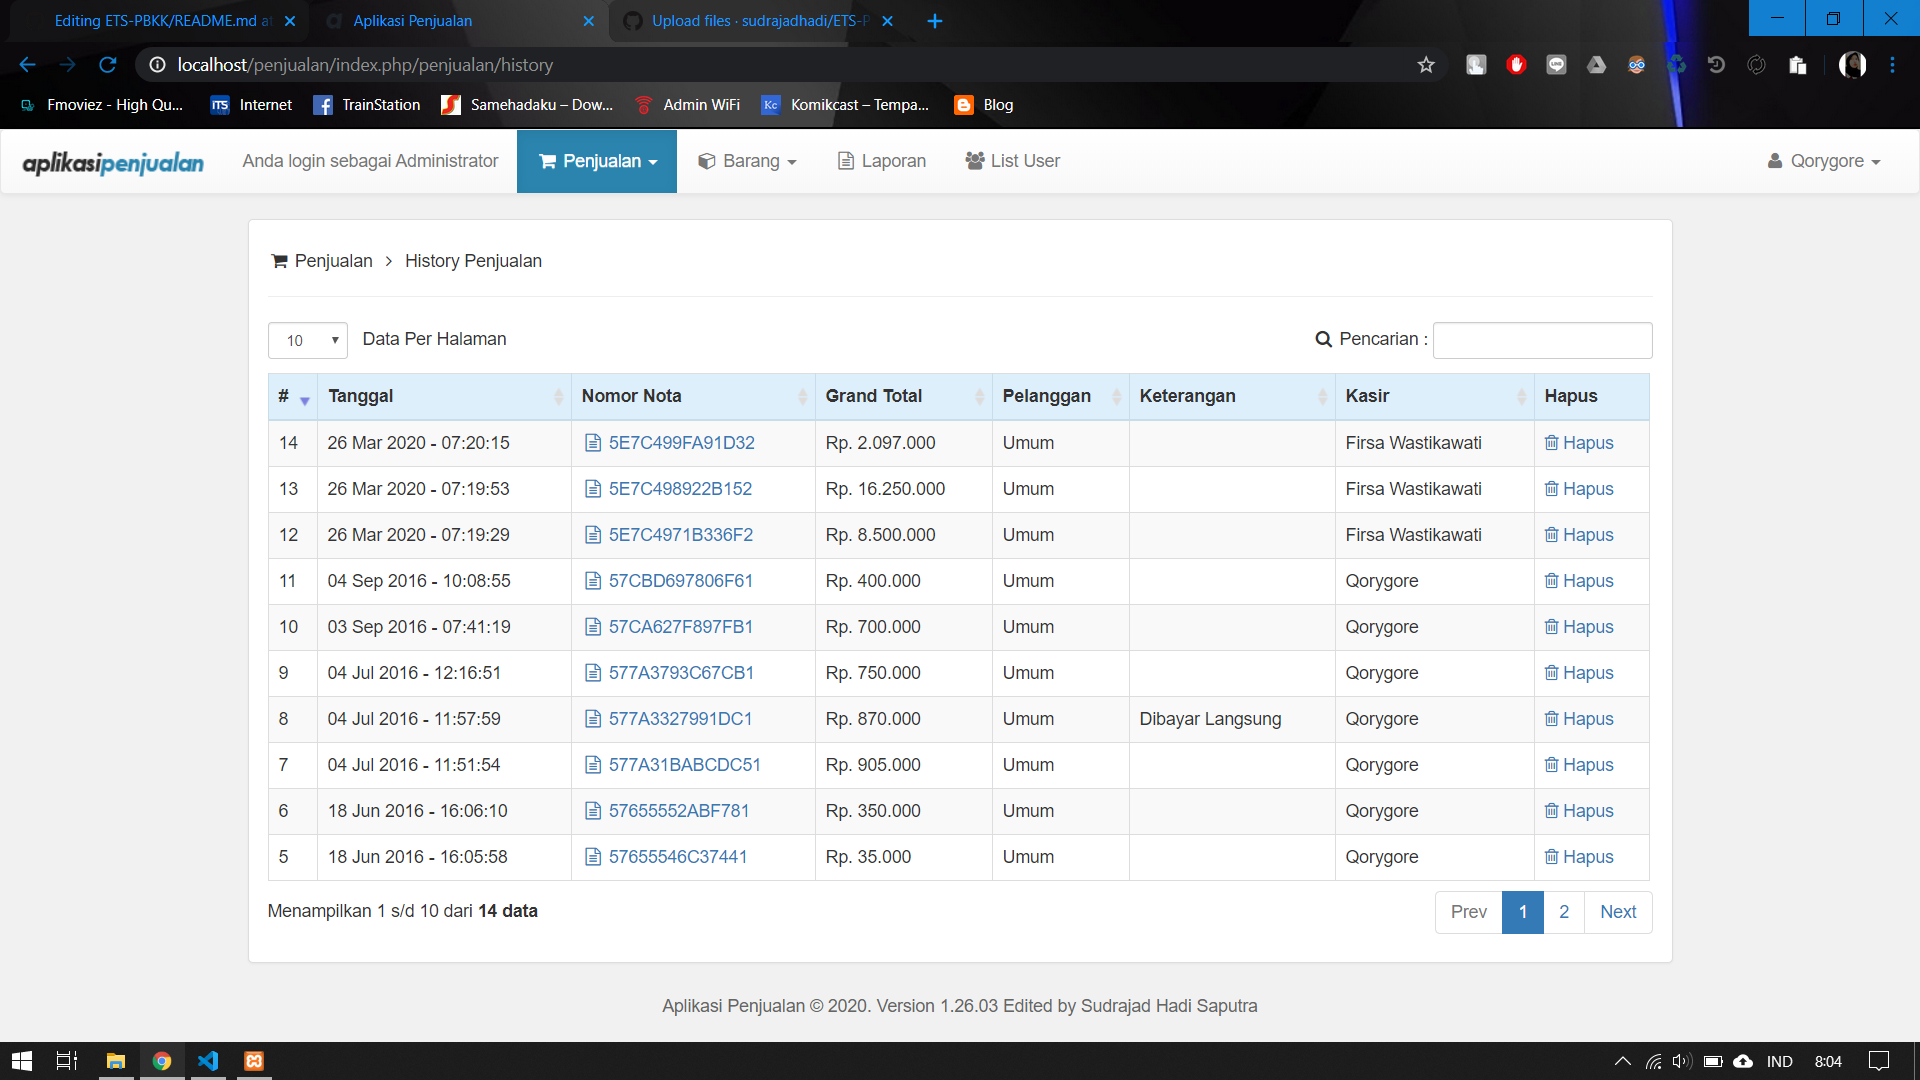 Editing ETS-PBKK/README.md a
Aplikasi Penjualan
Upload files · sudrajadhadi/ETS-P
localhost/penjualan/index.php/penjualan/history
Fmoviez - High Qu...
ITS Internet
TrainStation
Samehadaku – Dow...
Admin WiFi
Kc Komikcast – Tempa...
Blog
aplikasipenjualan
Anda login sebagai Administrator
Penjualan
Barang
Laporan
List User
Qorygore
Penjualan > History Penjualan
10 Data Per Halaman
Pencarian :
# Tanggal Nomor Nota Grand Total Pelanggan Keterangan Kasir Hapus
14 26 Mar 2020 - 07:20:15 5E7C499FA91D32 Rp. 2.097.000 Umum Firsa Wastikawati Hapus
13 26 Mar 2020 - 07:19:53 5E7C498922B152 Rp. 16.250.000 Umum Firsa Wastikawati Hapus
12 26 Mar 2020 - 07:19:29 5E7C4971B336F2 Rp. 8.500.000 Umum Firsa Wastikawati Hapus
11 04 Sep 2016 - 10:08:55 57CBD697806F61 Rp. 400.000 Umum Qorygore Hapus
10 03 Sep 2016 - 07:41:19 57CA627F897FB1 Rp. 700.000 Umum Qorygore Hapus
9 04 Jul 2016 - 12:16:51 577A3793C67CB1 Rp. 750.000 Umum Qorygore Hapus
8 04 Jul 2016 - 11:57:59 577A3327991DC1 Rp. 870.000 Umum Dibayar Langsung Qorygore Hapus
7 04 Jul 2016 - 11:51:54 577A31BABCDC51 Rp. 905.000 Umum Qorygore Hapus
6 18 Jun 2016 - 16:06:10 57655552ABF781 Rp. 350.000 Umum Qorygore Hapus
5 18 Jun 2016 - 16:05:58 57655546C37441 Rp. 35.000 Umum Qorygore Hapus
Menampilkan 1 s/d 10 dari 14 data
Prev 1 2 Next
Aplikasi Penjualan © 2020. Version 1.26.03 Edited by Sudrajad Hadi Saputra
IND 8:04